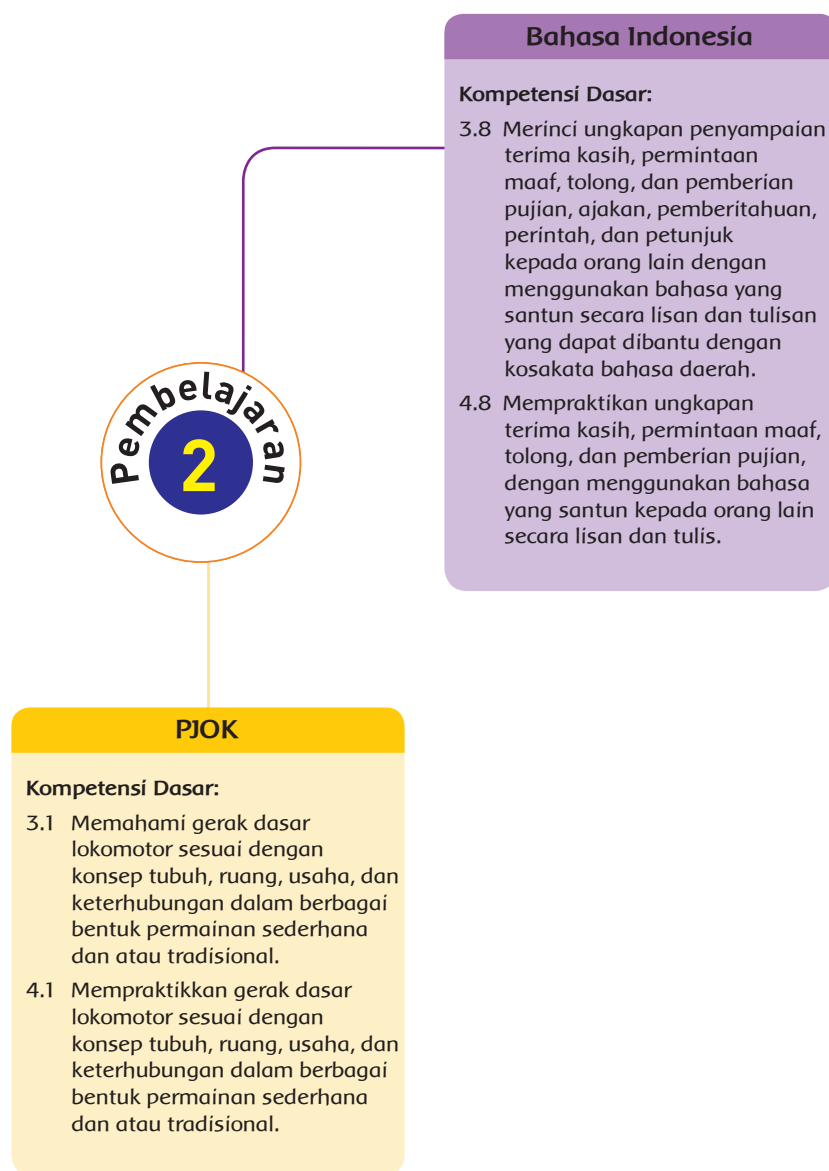 Bahasa Indonesia
Kompetensi Dasar:
3.8 Merinci ungkapan penyampaian
terima kasih, permintaan
maaf, tolong, dan pemberian
pujian, ajakan, pemberitahuan,
perintah, dan petunjuk
kepada orang lain dengan
menggunakan bahasa yang
santun secara lisan dan tulisan
yang dapat dibantu dengan
kosakata bahasa daerah.
4.8 Mempraktikan ungkapan
terima kasih, permintaan maaf,
tolong, dan pemberian pujian,
dengan menggunakan bahasa
yang santun kepada orang lain
secara lisan dan tulis.
Pembelajaran
2
PJOK
Kompetensi Dasar:
3.1 Memahami gerak dasar
lokomotor sesuai dengan
konsep tubuh, ruang, usaha, dan
keterhubungan dalam berbagai
bentuk permainan sederhana
dan atau tradisional.
4.1 Mempraktikkan gerak dasar
lokomotor sesuai dengan
konsep tubuh, ruang, usaha, dan
keterhubungan dalam berbagai
bentuk permainan sederhana
dan atau tradisional.